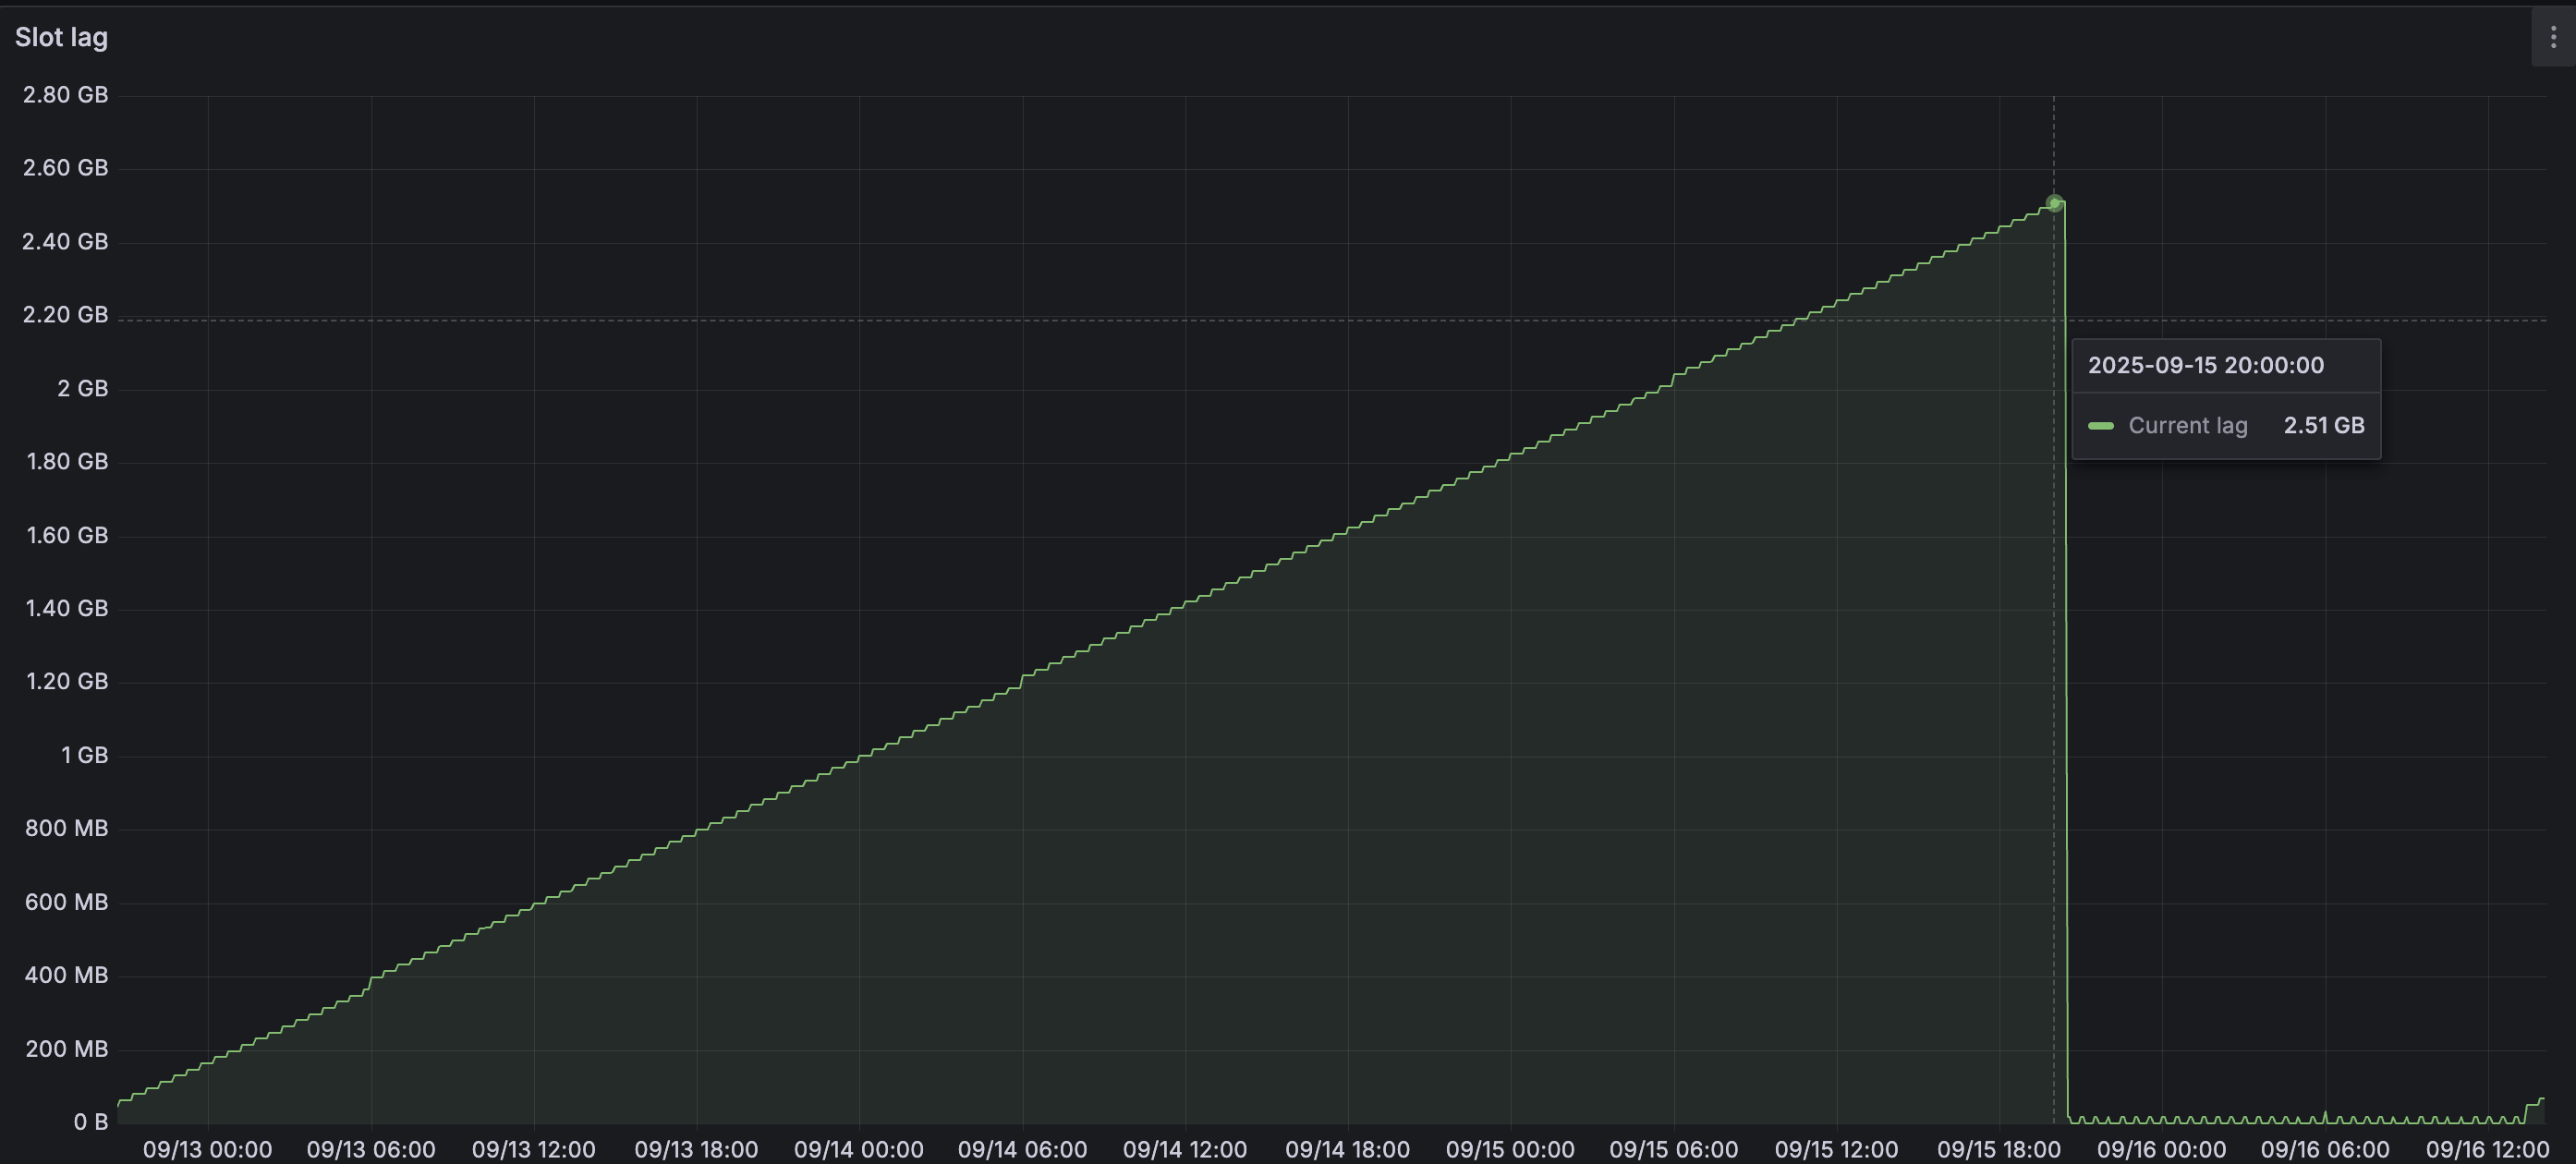 Slot lag
2.80 GB
2.60 GB
2.40 GB
2.20 GB
2 GB
1.80 GB
1.60 GB
1.40 GB
1.20 GB
1 GB
800 MB
600 MB
400 MB
200 MB
0 B
2025-09-15 20:00:00
Current lag 2.51 GB
09/13 00:00 09/13 06:00 09/13 12:00 09/13 18:00 09/14 00:00 09/14 06:00 09/14 12:00 09/14 18:00 09/15 00:00 09/15 06:00 09/15 12:00 09/15 18:00 09/16 00:00 09/16 06:00 09/16 12:00